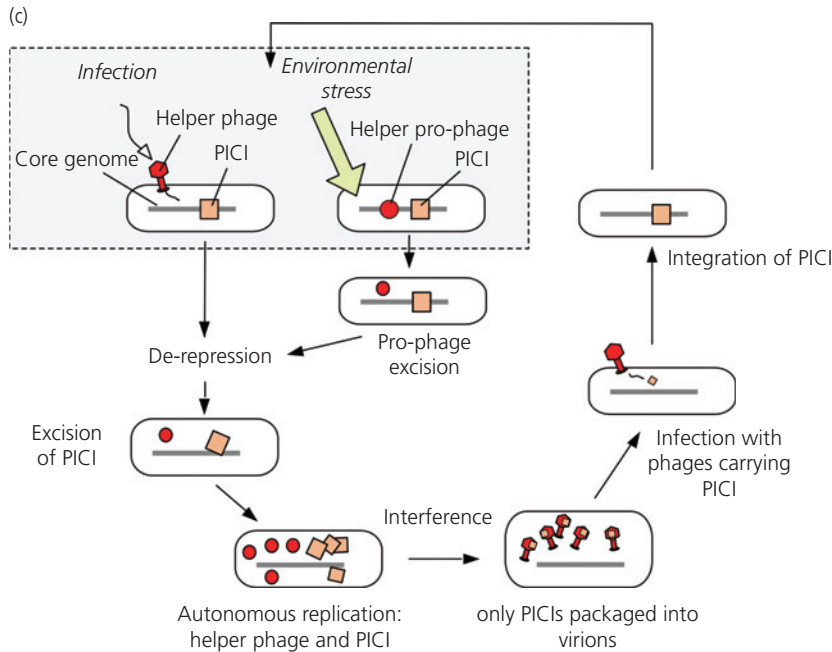 (c)
Infection
Environmental
stress
Helper phage
Helper pro-phage
Core genome
PICI
PICI
Integration of PICI
De-repression
Pro-phage
excision
Excision
of PICI
Infection with
phages carrying
PICI
Interference
Autonomous replication:
helper phage and PICI
only PICIs packaged into
virions